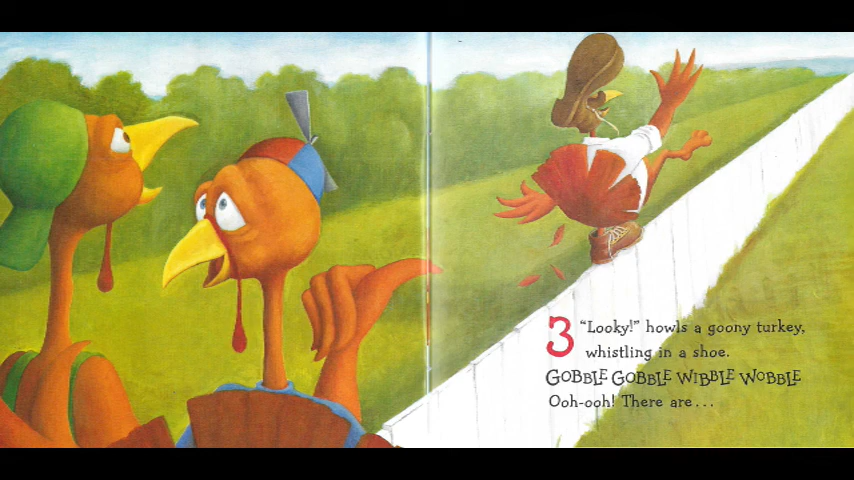 3 "Looky!" howls a goony turkey,
whistling in a shoe.
GOBBLE GOBBLE WIBBLE WOBBLE
Ooh-ooh! There are...